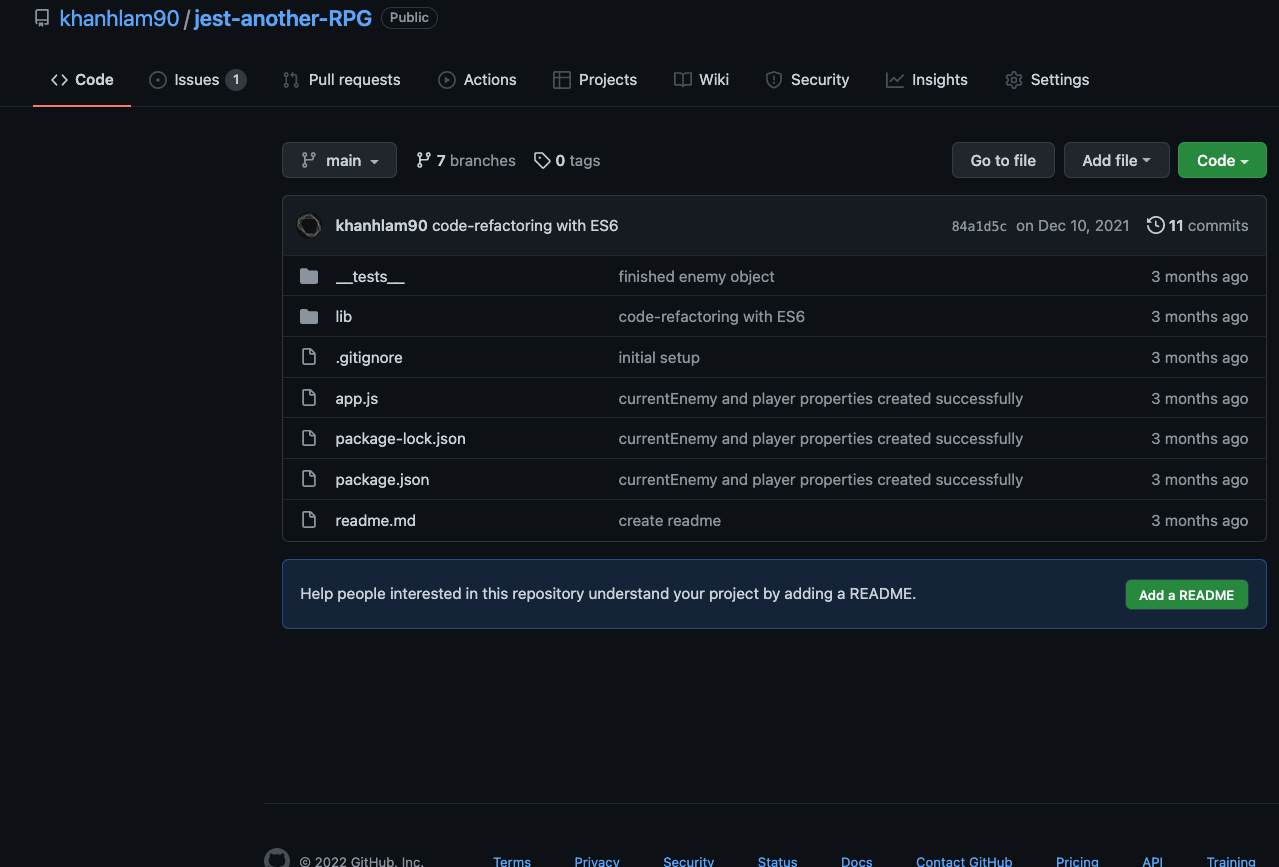 khanhlam90 / jest-another-RPG Public
Code Issues 1 Pull requests Actions Projects Wiki Security Insights Settings
main 7 branches 0 tags Go to file Add file Code
khanhlam90 code-refactoring with ES6 84a1d5c on Dec 10, 2021 11 commits
__tests__ finished enemy object 3 months ago
lib code-refactoring with ES6 3 months ago
.gitignore initial setup 3 months ago
app.js currentEnemy and player properties created successfully 3 months ago
package-lock.json currentEnemy and player properties created successfully 3 months ago
package.json currentEnemy and player properties created successfully 3 months ago
readme.md create readme 3 months ago
Help people interested in this repository understand your project by adding a README. Add a README
© 2022 GitHub, Inc. Terms Privacy Security Status Docs Contact GitHub Pricing API Training